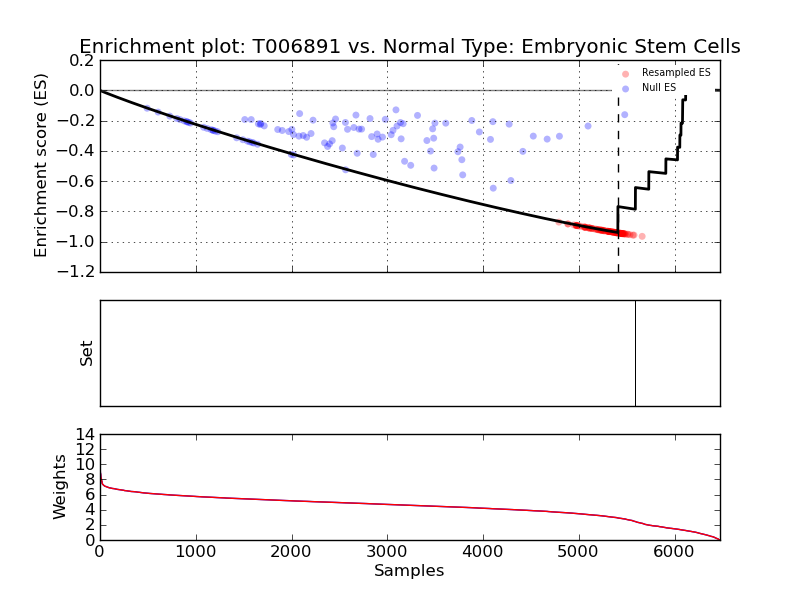 Enrichment plot: T006891 vs. Normal Type: Embryonic Stem Cells
Enrichment score (ES)
0.2
0.0
−0.2
−0.4
−0.6
−0.8
−1.0
−1.2
Resampled ES
Null ES
Set
Weights
14
12
10
8
6
4
2
0
0 1000 2000 3000 4000 5000 6000
Samples